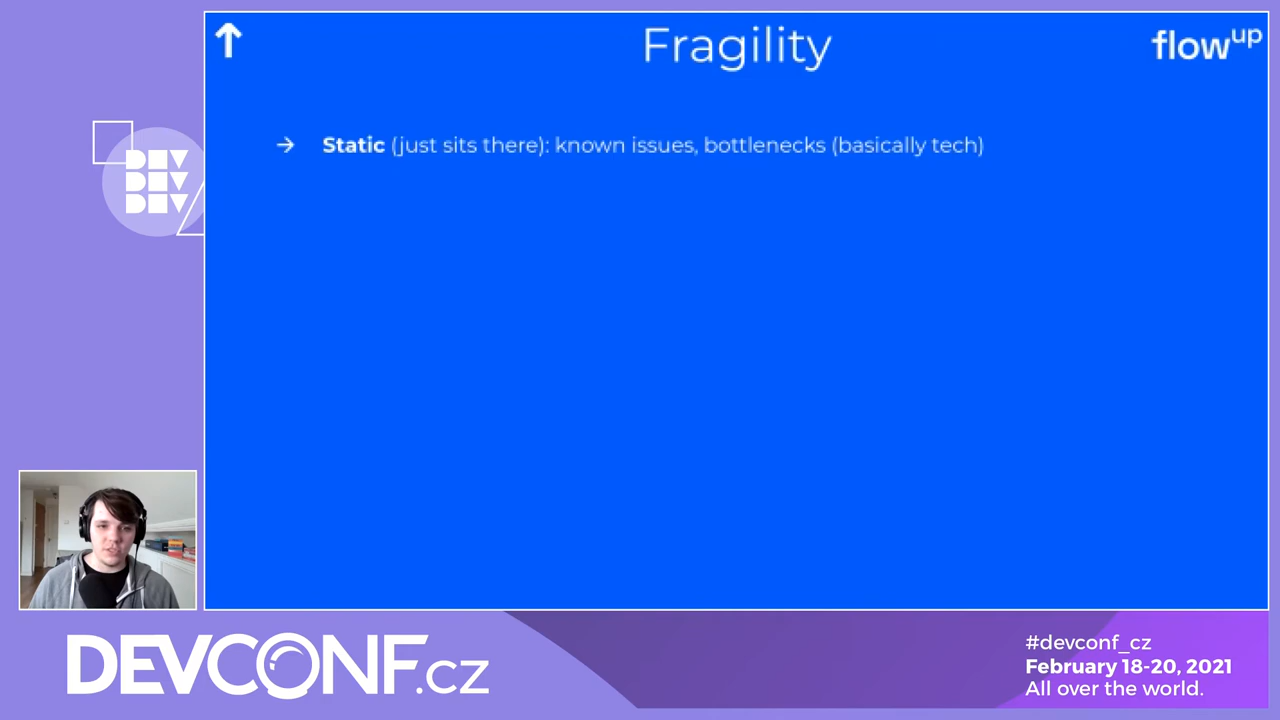 ↑
Fragility
flowup
→ Static (just sits there): known issues, bottlenecks (basically tech)
DEV
DEV
DEV
DEVCONF.cz
#devconf_cz
February 18-20, 2021
All over the world.